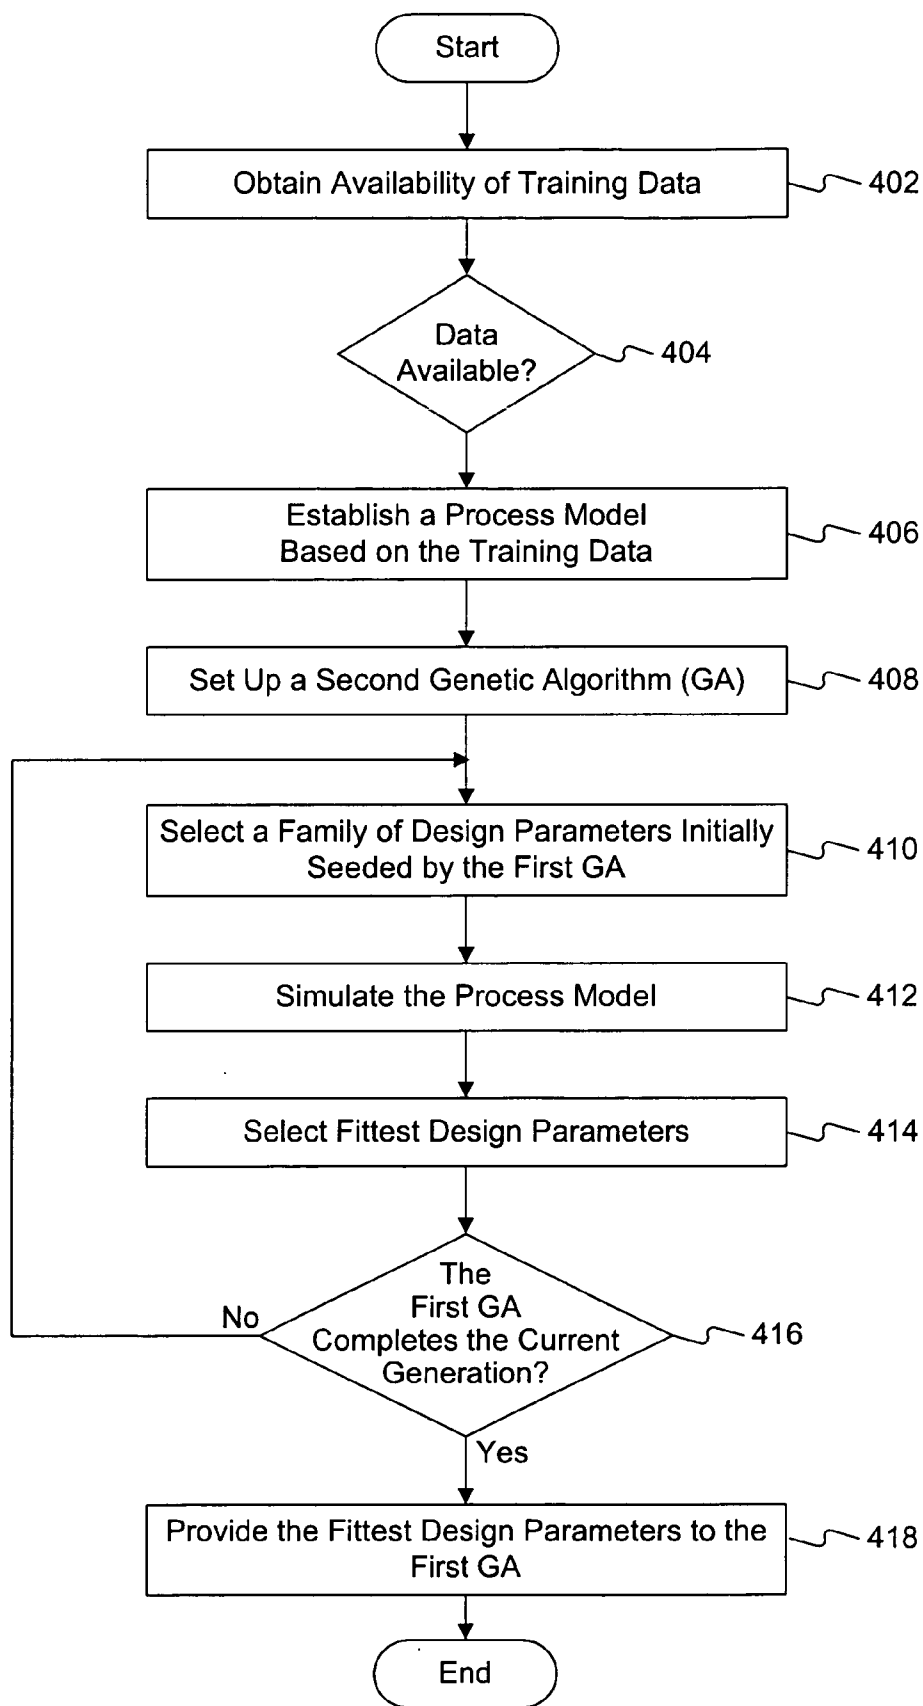 Start
Obtain Availability of Training Data
402
Data
Available?
404
Establish a Process Model
Based on the Training Data
406
Set Up a Second Genetic Algorithm (GA)
408
Select a Family of Design Parameters Initially
Seeded by the First GA
410
Simulate the Process Model
412
Select Fittest Design Parameters
414
The
First GA
Completes the Current
Generation?
416
No
Yes
Provide the Fittest Design Parameters to the
First GA
418
End